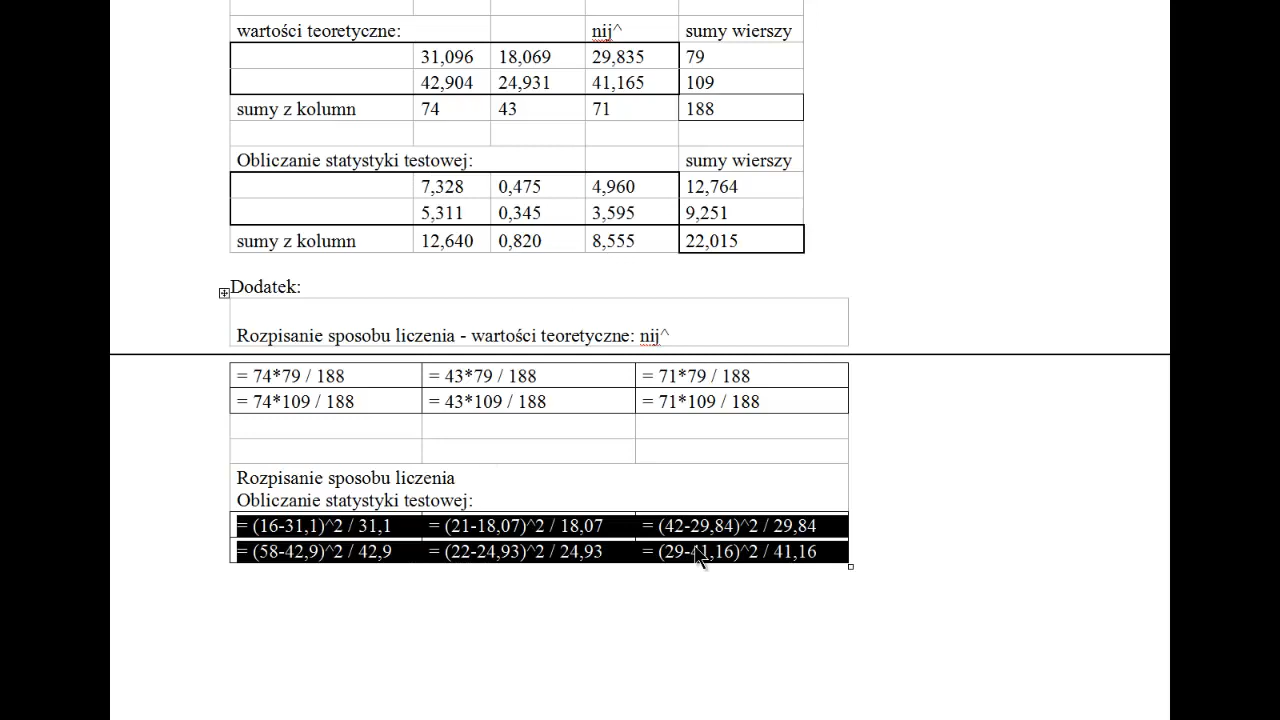 wartości teoretyczne: nij^ sumy wierszy
31,096 18,069 29,835 79
42,904 24,931 41,165 109
sumy z kolumn 74 43 71 188
Obliczanie statystyki testowej: sumy wierszy
7,328 0,475 4,960 12,764
5,311 0,345 3,595 9,251
sumy z kolumn 12,640 0,820 8,555 22,015
Dodatek:
Rozpisanie sposobu liczenia - wartości teoretyczne: nij^
= 74*79 / 188 = 43*79 / 188 = 71*79 / 188
= 74*109 / 188 = 43*109 / 188 = 71*109 / 188
Rozpisanie sposobu liczenia
Obliczanie statystyki testowej:
= (16-31,1)^2 / 31,1 = (21-18,07)^2 / 18,07 = (42-29,84)^2 / 29,84
= (58-42,9)^2 / 42,9 = (22-24,93)^2 / 24,93 = (29-41,16)^2 / 41,16